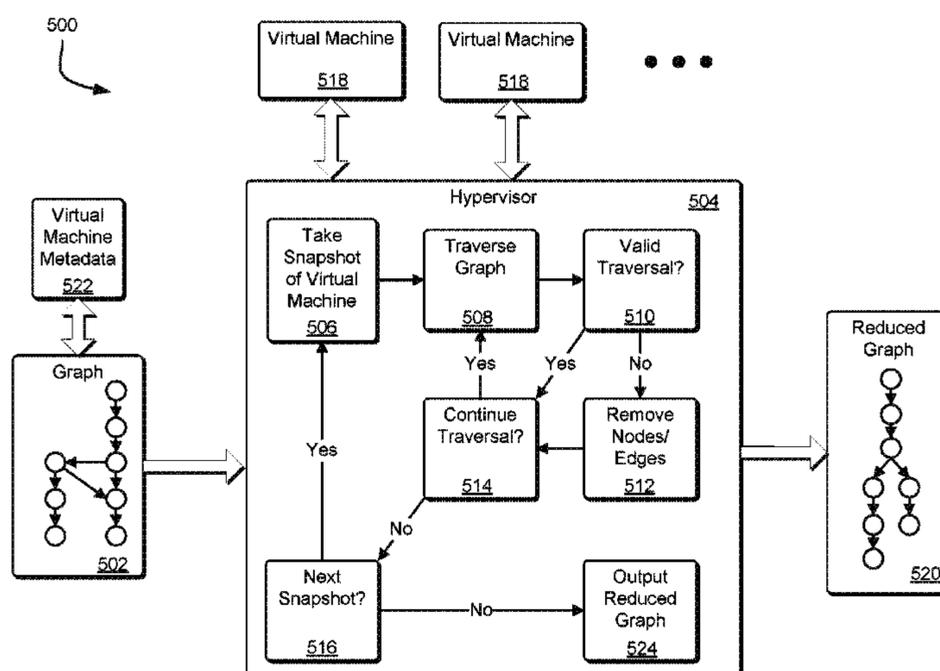 500
Virtual Machine
518
Virtual Machine
518
Hypervisor
504
Virtual
Machine
Metadata
522
Take
Snapshot
of Virtual
Machine
506
Traverse
Graph
508
Valid
Traversal?
510
Graph
502
Yes
Yes
No
Continue
Traversal?
514
Remove
Nodes/
Edges
512
Yes
No
Next
Snapshot?
516
No
Output
Reduced
Graph
524
Reduced
Graph
520